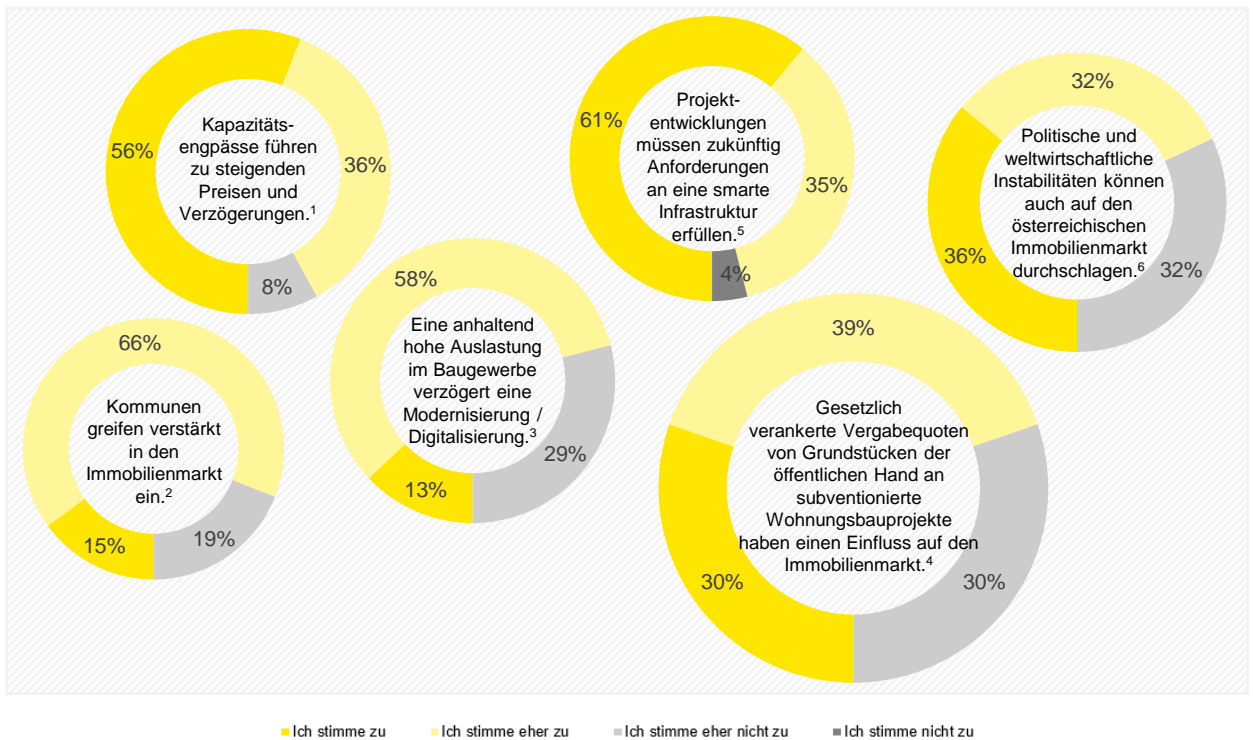 56%
36%
8%
Kapazitäts-
engpässe führen
zu steigenden
Preisen und
Verzögerungen.¹
61%
35%
4%
Projekt-
entwicklungen
müssen zukünftig
Anforderungen
an eine smarte
Infrastruktur
erfüllen.⁵
32%
36%
32%
Politische und
weltwirtschaftliche
Instabilitäten können
auch auf den
österreichischen
Immobilienmarkt
durchschlagen.⁶
66%
15%
19%
Kommunen
greifen verstärkt
in den
Immobilienmarkt
ein.²
58%
13%
29%
Eine anhaltend
hohe Auslastung
im Baugewerbe
verzögert eine
Modernisierung /
Digitalisierung.³
39%
30%
30%
Gesetzlich
verankerte Vergabequoten
von Grundstücken der
öffentlichen Hand an
subventionierte
Wohnungsbauprojekte
haben einen Einfluss auf den
Immobilienmarkt.⁴
Ich stimme zu Ich stimme eher zu Ich stimme eher nicht zu Ich stimme nicht zu